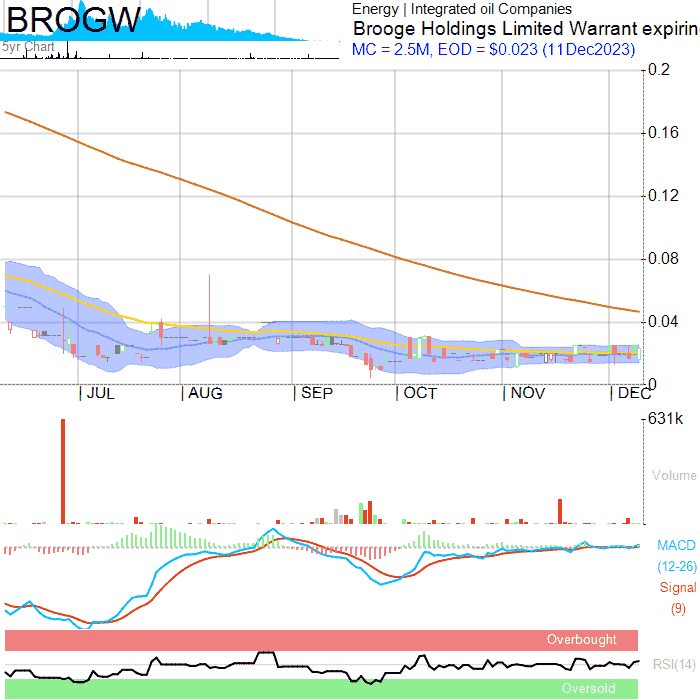 BROGW
5yr Chart
Energy | Integrated oil Companies
Brooge Holdings Limited Warrant expirin
MC = 2.5M, EOD = $0.023 (11Dec2023)
0.2
0.16
0.12
0.08
0.04
0
JUL AUG SEP OCT NOV DEC
631k
Volume
MACD
(12-26)
Signal
(9)
Overbought
RSI(14)
Oversold